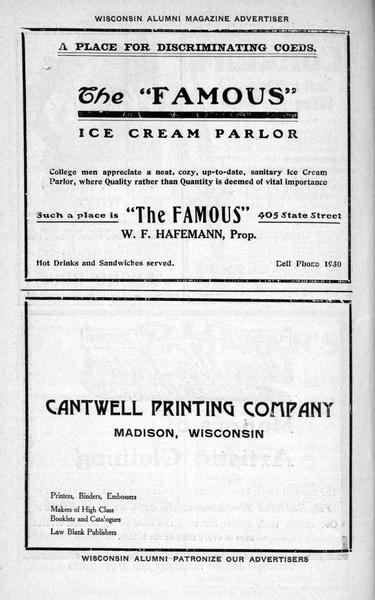 WISCONSIN ALUMNI MAGAZINE ADVERTISER
A PLACE FOR DISCRIMINATING COEDS.
The "FAMOUS"
ICE CREAM PARLOR
College men appreciate a neat, cozy, up-to-date, sanitary Ice Cream
Parlor, where Quality rather than Quantity is deemed of vital importance
Such a place is "The FAMOUS" 405 State Street
W. F. HAFEMANN, Prop.
Hot Drinks and Sandwiches served. Bell Phone 1930
CANTWELL PRINTING COMPANY
MADISON, WISCONSIN
Printers, Binders, Embossers
Makers of High Class
Booklets and Catalogues
Law Blank Publishers
WISCONSIN ALUMNI PATRONIZE OUR ADVERTISERS